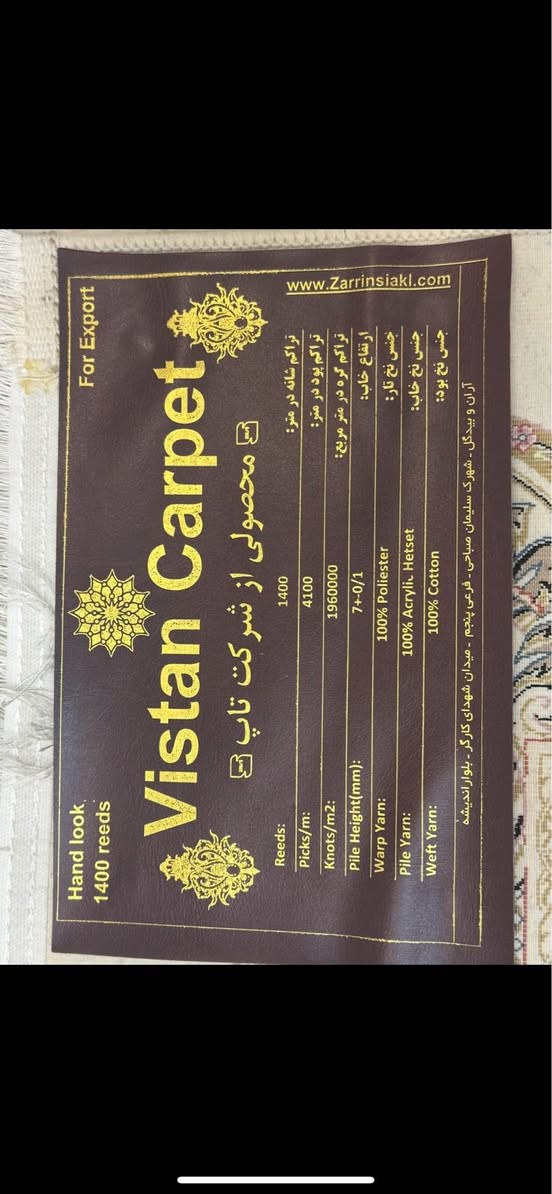 Hand look
1400 reeds
For Export
Vistan Carpet
محصولی از شرکت تاپ
Reeds: 1400 تراکم شانه در متر:
Picks/m: 4100 تراکم پود در متر:
Knots/m2: 1960000 تراکم گره در متر مربع:
Pile Height(mm): 7+-0/1 ارتفاع خاب:
Warp Yarn: 100% Poliester جنس نخ تار:
Pile Yarn: 100% Acrylic Hetset جنس نخ خاب:
Weft Yarn: 100% Cotton جنس نخ پود:
www.Zarrinsiakl.com
آران و بیدگل - شهرک سلیمان صباحی - فرعی پنجم - میدان شهدای کارگر - بلوار اندیشه